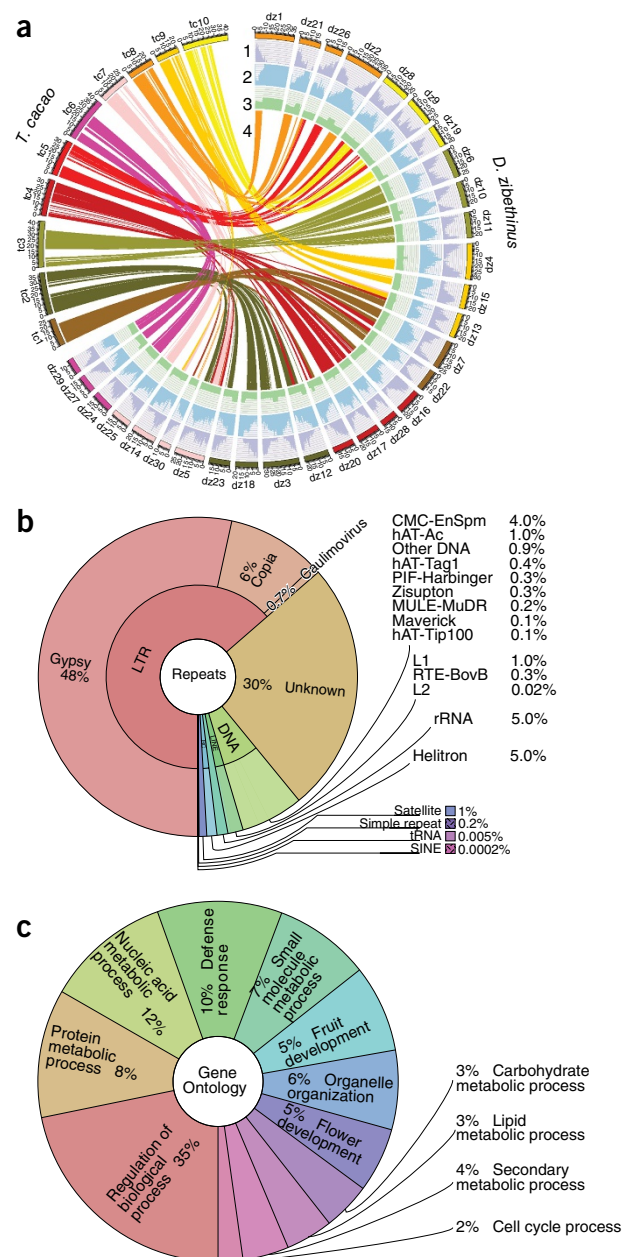 a
T. cacao
tc1
tc2
tc3
tc4
tc5
tc6
tc7
tc8
tc9
tc10
1
2
3
4
D. zibethinus
dz1
dz21
dz26
dz2
dz8
dz9
dz19
dz6
dz10
dz11
dz4
dz15
dz13
dz7
dz22
dz16
dz28
dz17
dz20
dz12
dz3
dz18
dz23
dz5
dz30
dz14
dz25
dz24
dz27
dz29
b
Repeats
LTR
Gypsy
48%
6% Copia
0.7% Caulimovirus
30% Unknown
DNA
LINE
CMC-EnSpm 4.0%
hAT-Ac 1.0%
Other DNA 0.9%
hAT-Tag1 0.4%
PIF-Harbinger 0.3%
Zisupton 0.3%
MULE-MuDR 0.2%
Maverick 0.1%
hAT-Tip100 0.1%
L1 1.0%
RTE-BovB 0.3%
L2 0.02%
rRNA 5.0%
Helitron 5.0%
Satellite 1%
Simple repeat 0.2%
tRNA 0.005%
SINE 0.0002%
c
Gene
Ontology
Regulation of
biological 35%
process
Protein
metabolic 8%
process
Nucleic acid
metabolic
process 12%
10% Defense
response
7% Small
molecule
metabolic
process
5% Fruit
development
6% Organelle
organization
5% Flower
development
3% Carbohydrate
metabolic process
3% Lipid
metabolic process
4% Secondary
metabolic process
2% Cell cycle process